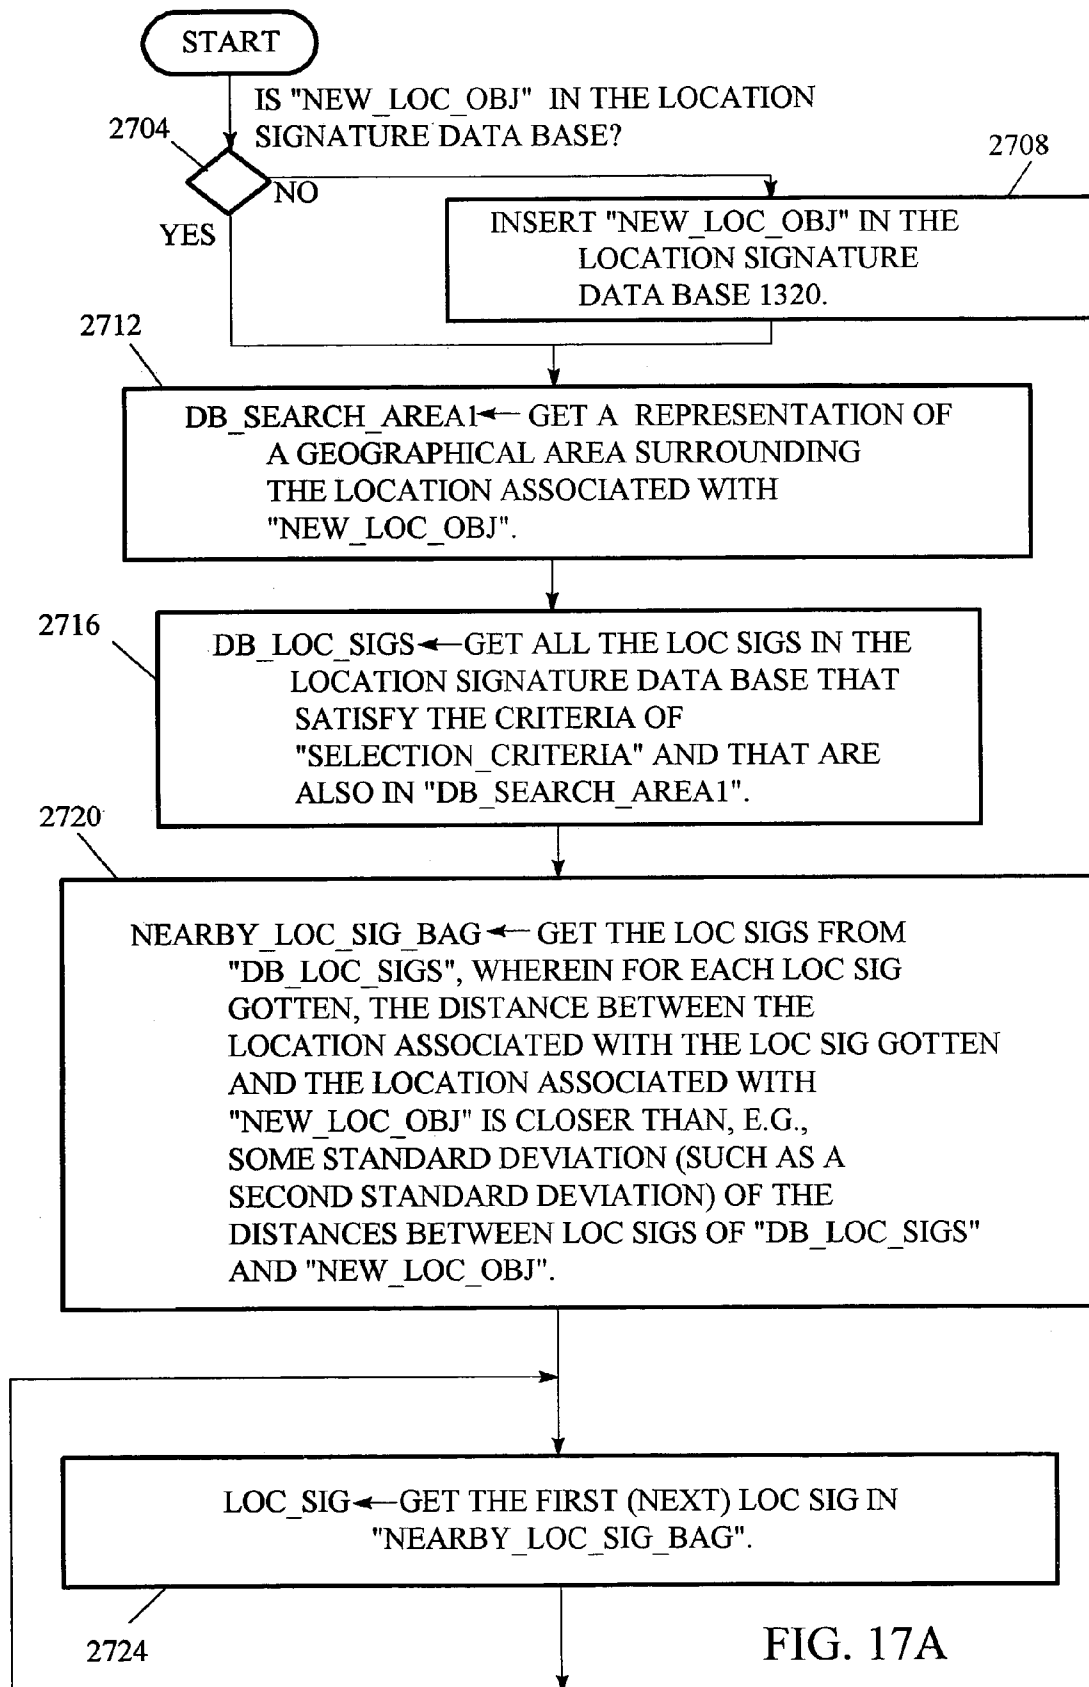 START
IS "NEW_LOC_OBJ" IN THE LOCATION
SIGNATURE DATA BASE?
2704
NO
YES
2708
INSERT "NEW_LOC_OBJ" IN THE
LOCATION SIGNATURE
DATA BASE 1320.
2712
DB_SEARCH_AREA1← GET A REPRESENTATION OF
A GEOGRAPHICAL AREA SURROUNDING
THE LOCATION ASSOCIATED WITH
"NEW_LOC_OBJ".
2716
DB_LOC_SIGS←GET ALL THE LOC SIGS IN THE
LOCATION SIGNATURE DATA BASE THAT
SATISFY THE CRITERIA OF
"SELECTION_CRITERIA" AND THAT ARE
ALSO IN "DB_SEARCH_AREA1".
2720
NEARBY_LOC_SIG_BAG← GET THE LOC SIGS FROM
"DB_LOC_SIGS", WHEREIN FOR EACH LOC SIG
GOTTEN, THE DISTANCE BETWEEN THE
LOCATION ASSOCIATED WITH THE LOC SIG GOTTEN
AND THE LOCATION ASSOCIATED WITH
"NEW_LOC_OBJ" IS CLOSER THAN, E.G.,
SOME STANDARD DEVIATION (SUCH AS A
SECOND STANDARD DEVIATION) OF THE
DISTANCES BETWEEN LOC SIGS OF "DB_LOC_SIGS"
AND "NEW_LOC_OBJ".
LOC_SIG←GET THE FIRST (NEXT) LOC SIG IN
"NEARBY_LOC_SIG_BAG".
2724
FIG. 17A